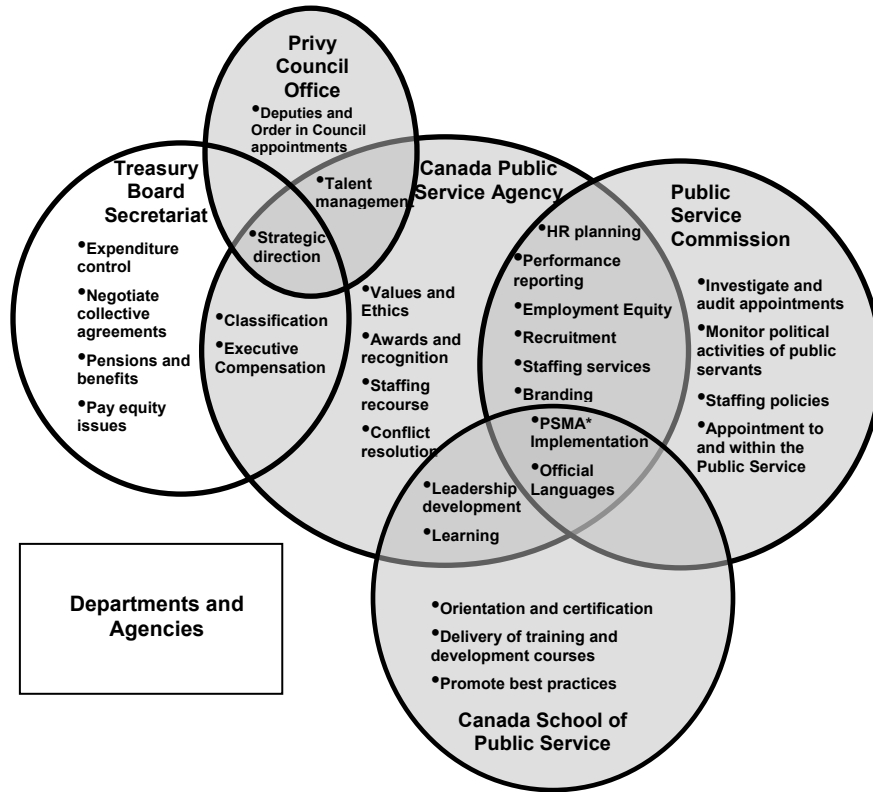 Privy
Council
Office
•Deputies and
Order in Council
appointments
•Talent
management
•Strategic
direction
Treasury
Board
Secretariat
•Expenditure
control
•Negotiate
collective
agreements
•Pensions and
benefits
•Pay equity
issues
•Classification
•Executive
Compensation
Canada Public
Service Agency
•Values and
Ethics
•Awards and
recognition
•Staffing
recourse
•Conflict
resolution
•HR planning
•Performance
reporting
•Employment Equity
•Recruitment
•Staffing services
•Branding
•PSMA*
Implementation
•Official
Languages
•Leadership
development
•Learning
Public
Service
Commission
•Investigate and
audit appointments
•Monitor political
activities of public
servants
•Staffing policies
•Appointment to
and within the
Public Service
Departments and
Agencies
•Orientation and certification
•Delivery of training and
development courses
•Promote best practices
Canada School of
Public Service